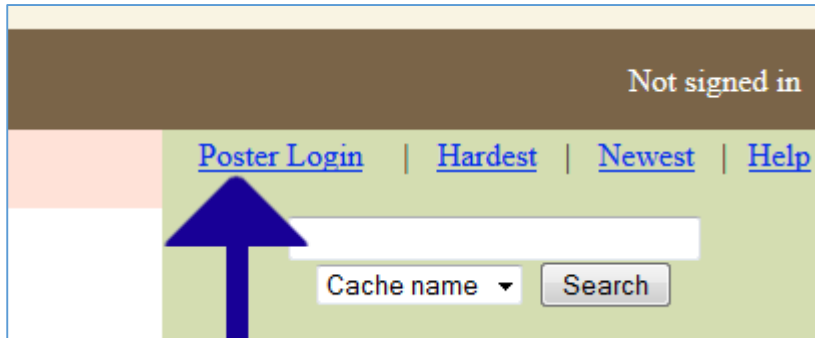 Not signed in
Poster Login | Hardest | Newest | Help
Cache name Search